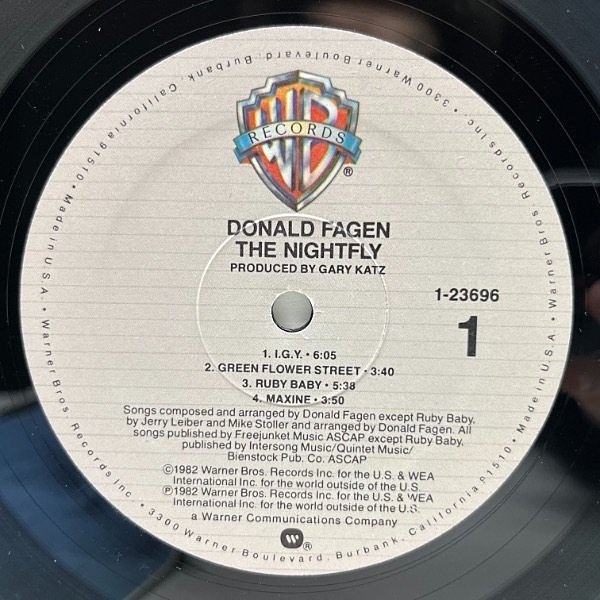 WB
RECORDS
®
DONALD FAGEN
THE NIGHTFLY
PRODUCED BY GARY KATZ
1-23696
1
1. I.G.Y. • 6:05
2. GREEN FLOWER STREET • 3:40
3. RUBY BABY • 5:38
4. MAXINE • 3:50
Songs composed and arranged by Donald Fagen except Ruby Baby,
by Jerry Leiber and Mike Stoller and arranged by Donald Fagen. All
songs published by Freejunket Music ASCAP except Ruby Baby,
published by Intersong Music/Quintet Music/
Bienstock Pub. Co. ASCAP
©1982 Warner Bros. Records Inc. for the U.S. & WEA
International Inc. for the world outside of the U.S.
℗1982 Warner Bros. Records Inc. for the U.S. & WEA
International Inc. for the world outside of the U.S.
a Warner Communications Company
W®
Warner Bros. Records Inc. • 3300 Warner Boulevard, Burbank, California 91510 • Made in U.S.A. • Warner Bros. Records Inc. • 3300 Warner Boulevard, Burbank, California 91510 • Made in U.S.A. •